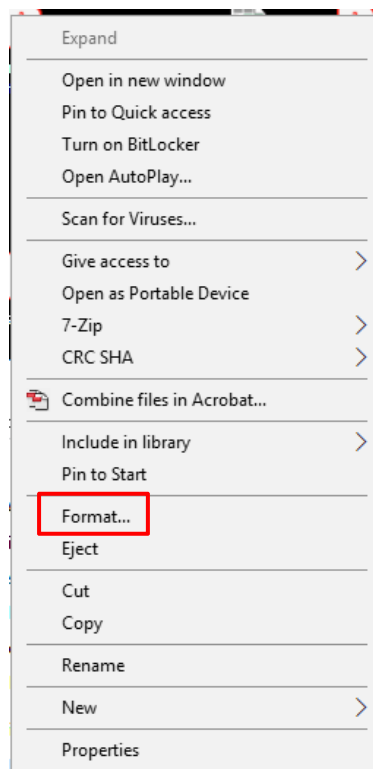 Expand
Open in new window
Pin to Quick access
Turn on BitLocker
Open AutoPlay...
Scan for Viruses...
Give access to
Open as Portable Device
7-Zip
CRC SHA
Combine files in Acrobat...
Include in library
Pin to Start
Format...
Eject
Cut
Copy
Rename
New
Properties